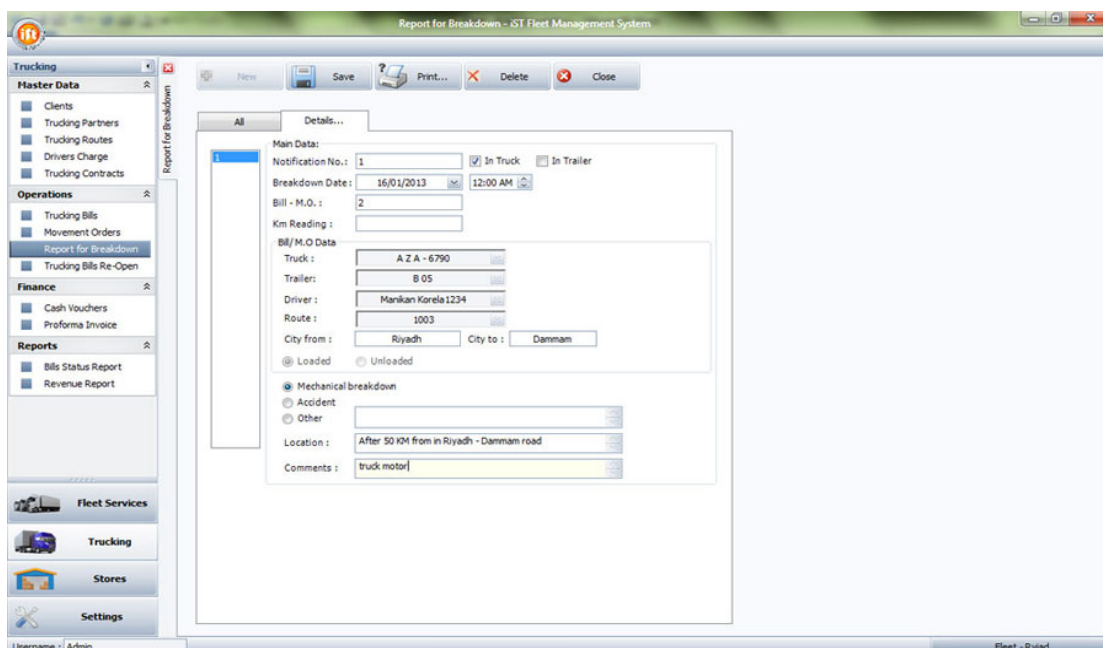 Report for Breakdown - iST Fleet Management System
ist
Trucking
Master Data
Clients
Trucking Partners
Trucking Routes
Drivers Charge
Trucking Contracts
Operations
Trucking Bills
Movement Orders
Report for Breakdown
Trucking Bills Re-Open
Finance
Cash Vouchers
Proforma Invoice
Reports
Bills Status Report
Revenue Report
Fleet Services
Trucking
Stores
Settings
Report for Breakdown
New Save Print... Delete Close
All Details...
1
Main Data:
Notification No.: 1 In Truck In Trailer
Breakdown Date: 16/01/2013 12:00 AM
Bill - M.O. : 2
Km Reading :
Bill/M.O Data
Truck : A Z A - 6790
Trailer: B 05
Driver : Manikan Korela1234
Route : 1003
City from : Riyadh City to : Dammam
Loaded Unloaded
Mechanical breakdown
Accident
Other
Location : After 50 KM from in Riyadh - Dammam road
Comments : truck motor
Username : Admin Fleet - Ryiad